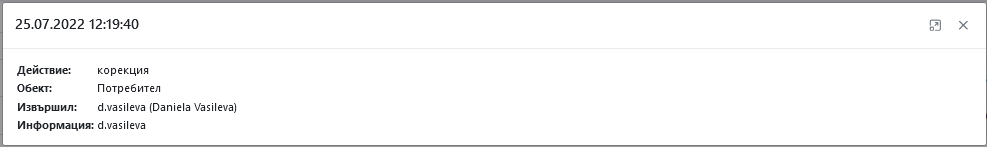 25.07.2022 12:19:40
Действие: корекция
Обект: Потребител
Извършил: d.vasileva (Daniela Vasileva)
Информация: d.vasileva